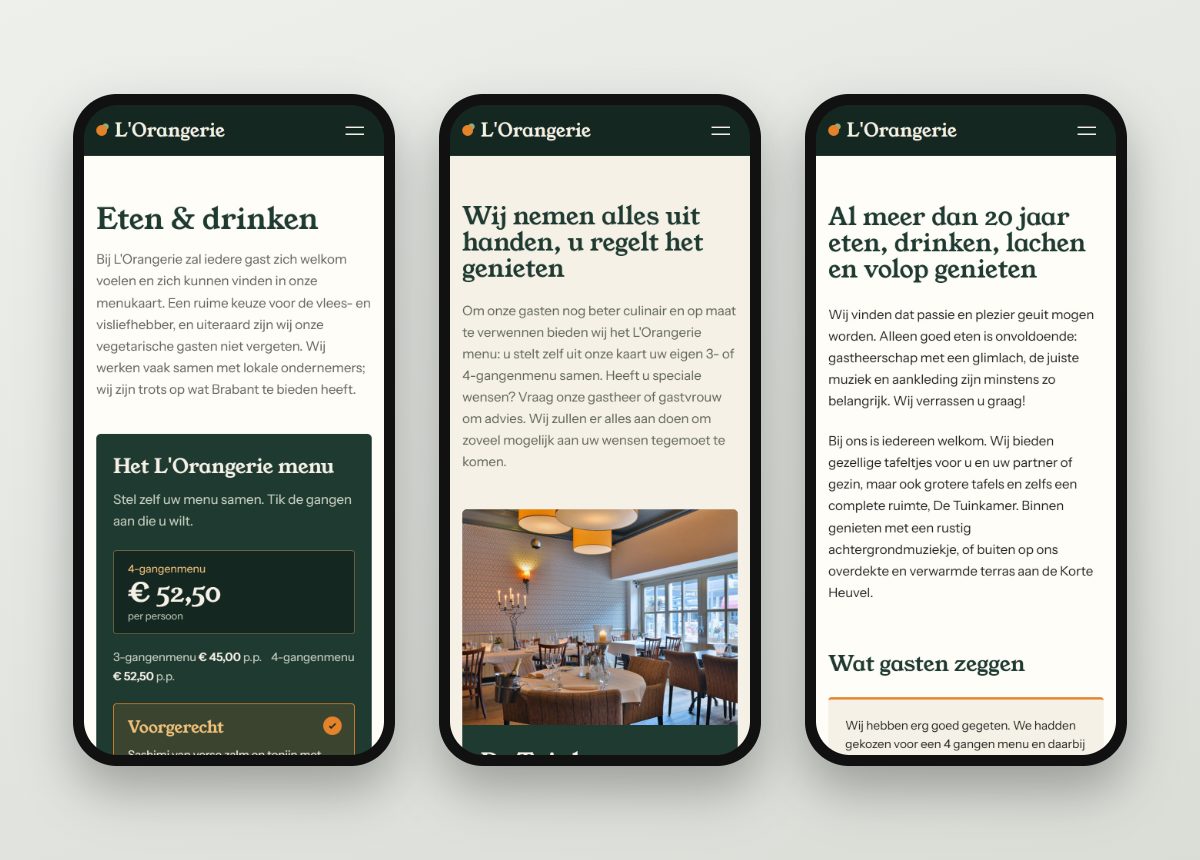 L'Orangerie
Eten & drinken
Bij L'Orangerie zal iedere gast zich welkom
voelen en zich kunnen vinden in onze
menukaart. Een ruime keuze voor de vlees- en
visliefhebber, en uiteraard zijn wij onze
vegetarische gasten niet vergeten. Wij
werken vaak samen met lokale ondernemers;
wij zijn trots op wat Brabant te bieden heeft.
Het L'Orangerie menu
Stel zelf uw menu samen. Tik de gangen
aan die u wilt.
4-gangenmenu
€ 52,50
per persoon
3-gangenmenu € 45,00 p.p. 4-gangenmenu
€ 52,50 p.p.
Voorgerecht
Sashimi van verse zalm en tonijn met
L'Orangerie
Wij nemen alles uit
handen, u regelt het
genieten
Om onze gasten nog beter culinair en op maat
te verwennen bieden wij het L'Orangerie
menu: u stelt zelf uit onze kaart uw eigen 3- of
4-gangenmenu samen. Heeft u speciale
wensen? Vraag onze gastheer of gastvrouw
om advies. Wij zullen er alles aan doen om
zoveel mogelijk aan uw wensen tegemoet te
komen.
L'Orangerie
Al meer dan 20 jaar
eten, drinken, lachen
en volop genieten
Wij vinden dat passie en plezier geuit mogen
worden. Alleen goed eten is onvoldoende:
gastheerschap met een glimlach, de juiste
muziek en aankleding zijn minstens zo
belangrijk. Wij verrassen u graag!
Bij ons is iedereen welkom. Wij bieden
gezellige tafeltjes voor u en uw partner of
gezin, maar ook grotere tafels en zelfs een
complete ruimte, De Tuinkamer. Binnen
genieten met een rustig
achtergrondmuziekje, of buiten op ons
overdekte en verwarmde terras aan de Korte
Heuvel.
Wat gasten zeggen
Wij hebben erg goed gegeten. We hadden
gekozen voor een 4 gangen menu en daarbij